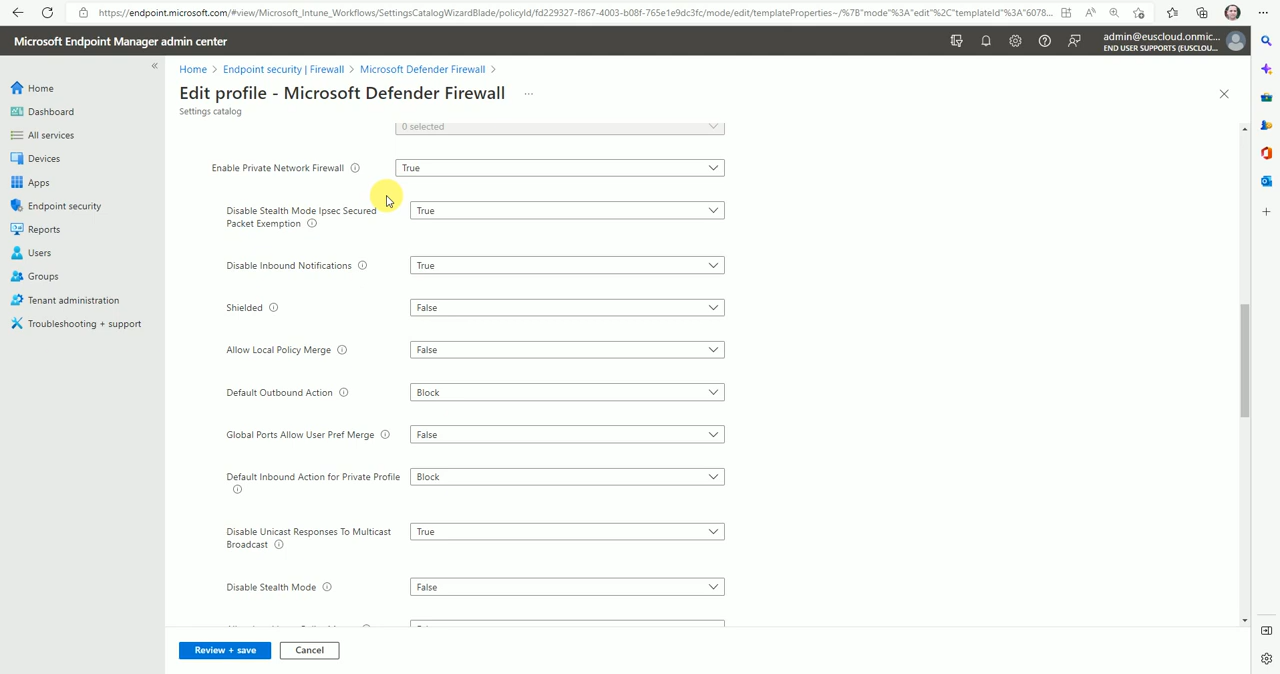 https://endpoint.microsoft.com/#view/Microsoft_Intune_Workflows/SettingsCatalogWizardBlade/policyId/fd229327-f867-4003-b08f-765e1e9dc3fc/mode/edit/templateProperties~/%7B"mode"%3A"edit"%2C"templateId"%3A"6078...
Microsoft Endpoint Manager admin center
admin@euscloud.onmic...
END USER SUPPORTS (EUSCLOU...
Home
Dashboard
All services
Devices
Apps
Endpoint security
Reports
Users
Groups
Tenant administration
Troubleshooting + support
Home > Endpoint security | Firewall > Microsoft Defender Firewall >
Edit profile - Microsoft Defender Firewall ...
Settings catalog
0 selected
Enable Private Network Firewall True
Disable Stealth Mode Ipsec Secured True
Packet Exemption
Disable Inbound Notifications True
Shielded False
Allow Local Policy Merge False
Default Outbound Action Block
Global Ports Allow User Pref Merge False
Default Inbound Action for Private Profile Block
Disable Unicast Responses To Multicast True
Broadcast
Disable Stealth Mode False
Review + save Cancel